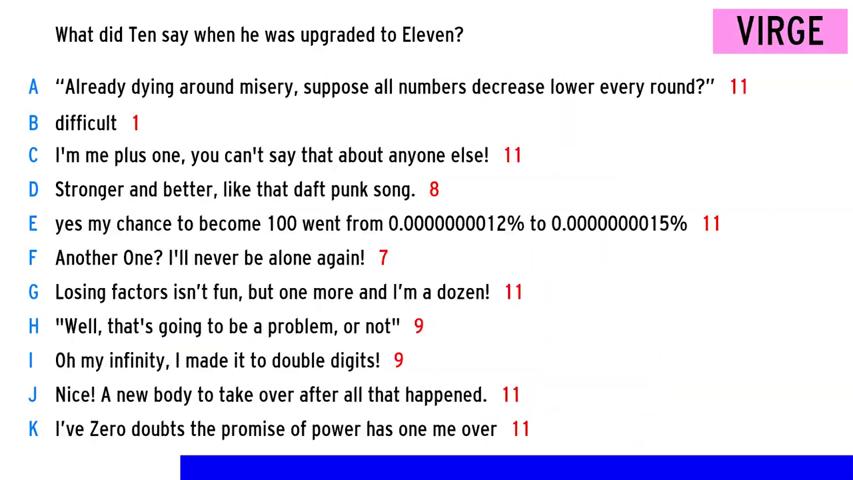 What did Ten say when he was upgraded to Eleven?
VIRGE
A “Already dying around misery, suppose all numbers decrease lower every round?” 11
B difficult 1
C I'm me plus one, you can't say that about anyone else! 11
D Stronger and better, like that daft punk song. 8
E yes my chance to become 100 went from 0.0000000012% to 0.0000000015% 11
F Another One? I'll never be alone again! 7
G Losing factors isn’t fun, but one more and I’m a dozen! 11
H "Well, that's going to be a problem, or not" 9
I Oh my infinity, I made it to double digits! 9
J Nice! A new body to take over after all that happened. 11
K I’ve Zero doubts the promise of power has one me over 11